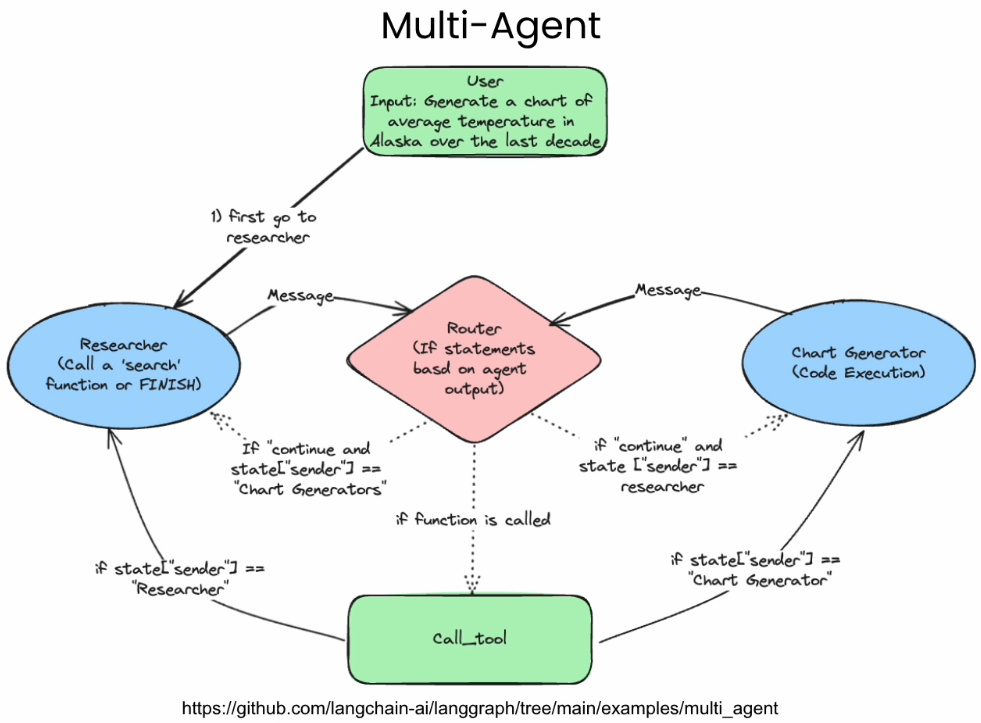 Multi-Agent
User
Input: Generate a chart of
average temperature in
Alaska over the last decade
1) first go to
researcher
Message
Message
Researcher
(Call a 'search'
function or FINISH)
Router
(If statements
basd on agent
output)
Chart Generator
(Code Execution)
If "continue and
state["sender"] ==
"Chart Generators"
if "continue" and
state ["sender"] ==
researcher
if function is called
if state["sender"] ==
"Researcher"
if state["sender"] ==
"Chart Generator"
Call_tool
https://github.com/langchain-ai/langgraph/tree/main/examples/multi_agent